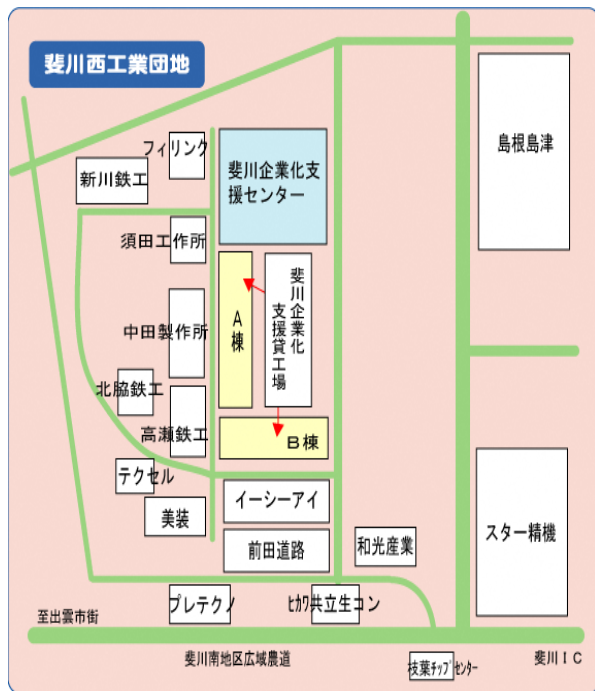 斐川西工業団地
フィリンク
新川鉄工
斐川企業化支
援センター
島根島津
須田工作所
A棟
斐川企業化
支援貸工場
中田製作所
北脇鉄工
高瀬鉄工
B棟
テクセル
イーシーアイ
美装
スター精機
和光産業
前田道路
プレテクノ
ﾋｶﾜ共立生コン
至出雲市街
斐川南地区広域農道
枝葉ﾁｯﾌﾟｾﾝﾀｰ
斐川IC